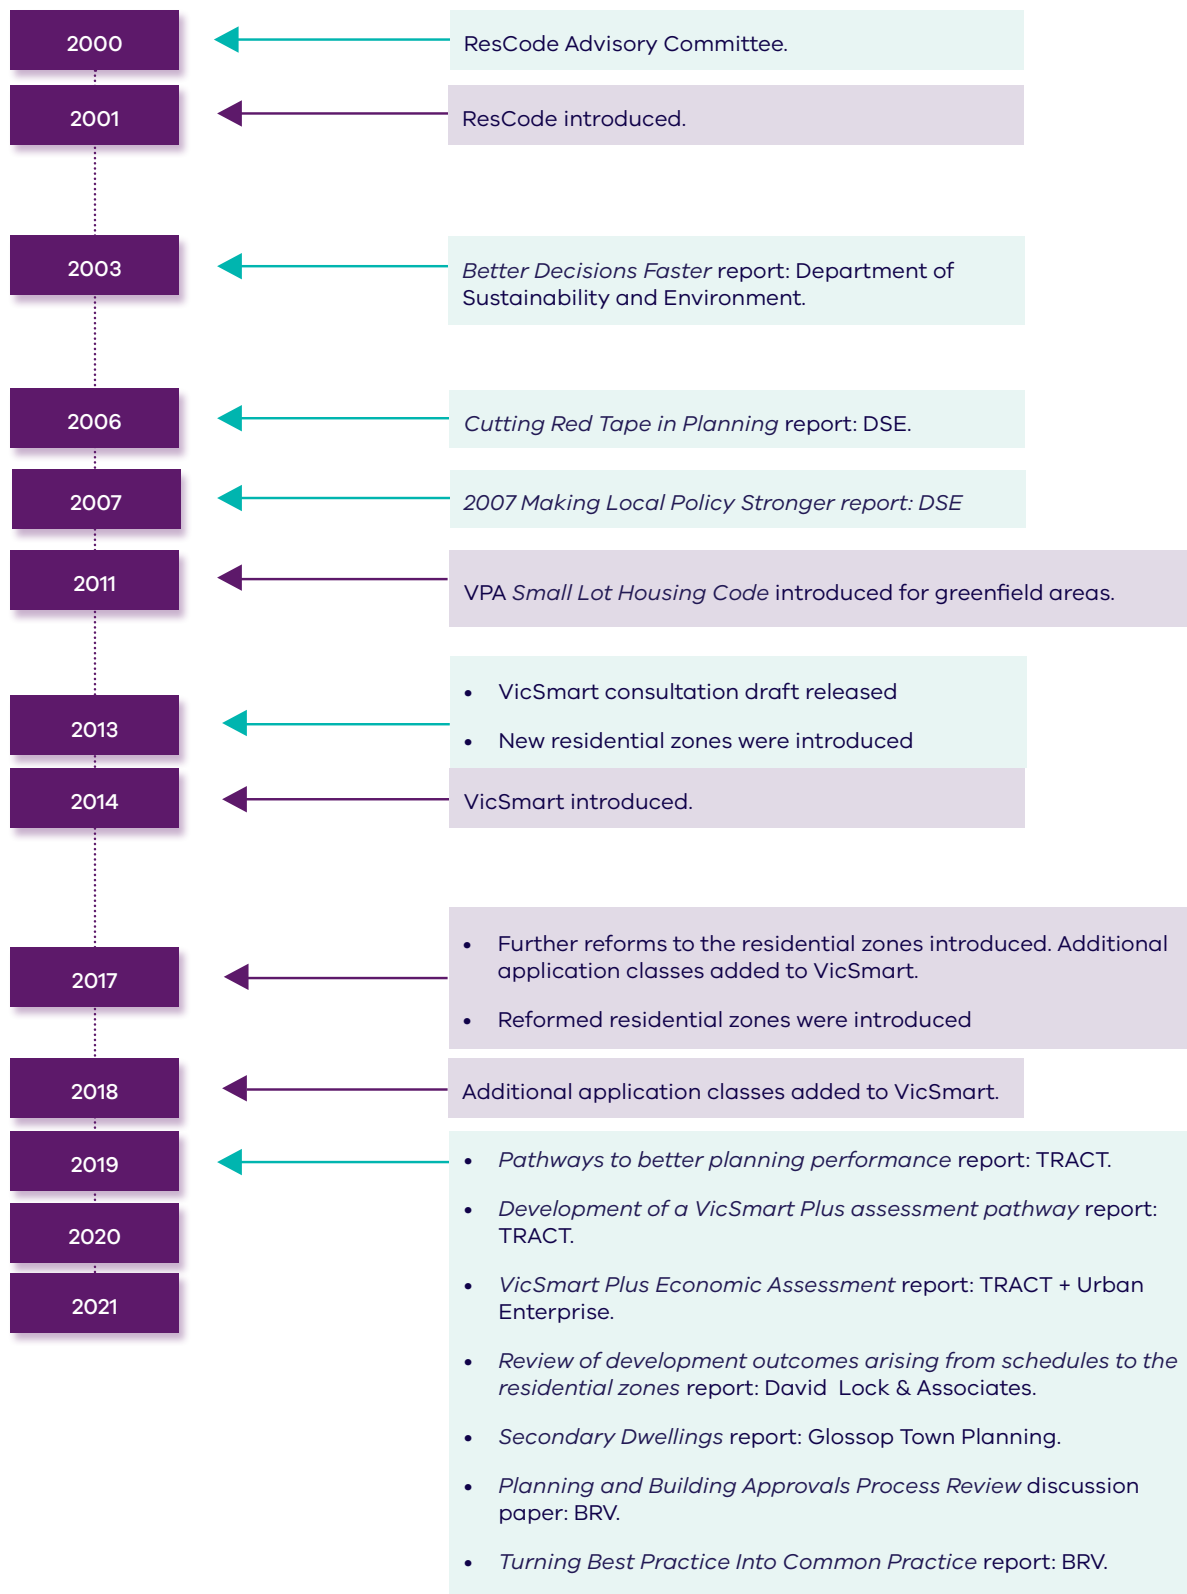 2000
ResCode Advisory Committee.
2001
ResCode introduced.
2003
Better Decisions Faster report: Department of
Sustainability and Environment.
2006
Cutting Red Tape in Planning report: DSE.
2007
2007 Making Local Policy Stronger report: DSE
2011
VPA Small Lot Housing Code introduced for greenfield areas.
2013
• VicSmart consultation draft released
• New residential zones were introduced
2014
VicSmart introduced.
2017
• Further reforms to the residential zones introduced. Additional
application classes added to VicSmart.
• Reformed residential zones were introduced
2018
Additional application classes added to VicSmart.
2019
2020
2021
• Pathways to better planning performance report: TRACT.
• Development of a VicSmart Plus assessment pathway report:
TRACT.
• VicSmart Plus Economic Assessment report: TRACT + Urban
Enterprise.
• Review of development outcomes arising from schedules to the
residential zones report: David Lock & Associates.
• Secondary Dwellings report: Glossop Town Planning.
• Planning and Building Approvals Process Review discussion
paper: BRV.
• Turning Best Practice Into Common Practice report: BRV.